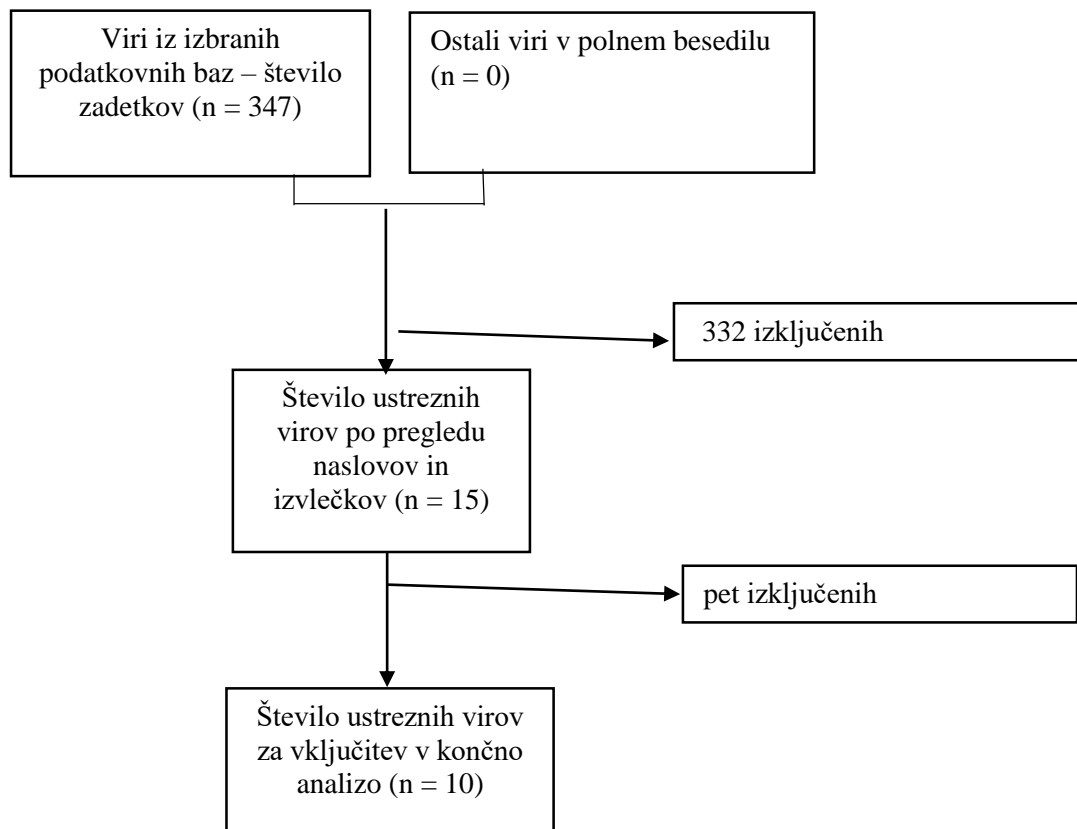 Viri iz izbranih
podatkovnih baz – število
zadetkov (n = 347)
Ostali viri v polnem besedilu
(n = 0)
332 izključenih
Število ustreznih
virov po pregledu
naslovov in
izvlečkov (n = 15)
pet izključenih
Število ustreznih virov
za vključitev v končno
analizo (n = 10)